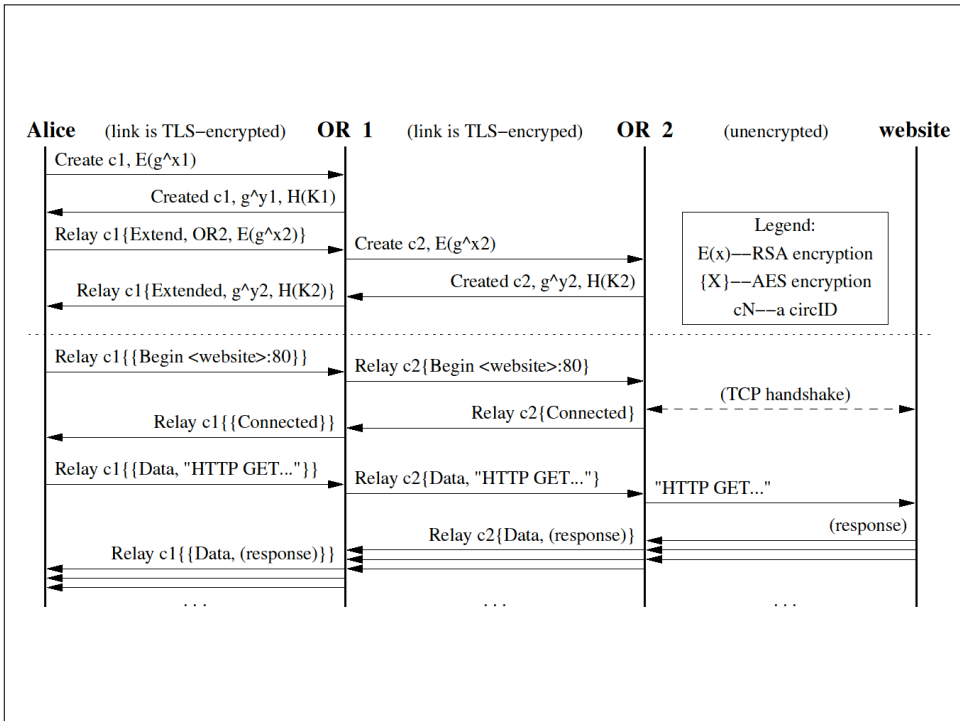 Alice (link is TLS−encrypted) OR 1 (link is TLS−encryped) OR 2 (unencrypted) website
Create c1, E(g^x1)
Created c1, g^y1, H(K1)
Relay c1{Extend, OR2, E(g^x2)}
Create c2, E(g^x2)
Created c2, g^y2, H(K2)
Relay c1{Extended, g^y2, H(K2)}
Legend:
E(x)−−RSA encryption
{X}−−AES encryption
cN−−a circID
Relay c1{{Begin <website>:80}}
Relay c2{Begin <website>:80}
(TCP handshake)
Relay c2{Connected}
Relay c1{{Connected}}
Relay c1{{Data, "HTTP GET..."}}
Relay c2{Data, "HTTP GET..."}
"HTTP GET..."
(response)
Relay c2{Data, (response)}
Relay c1{{Data, (response)}}
. . . . . . . . .